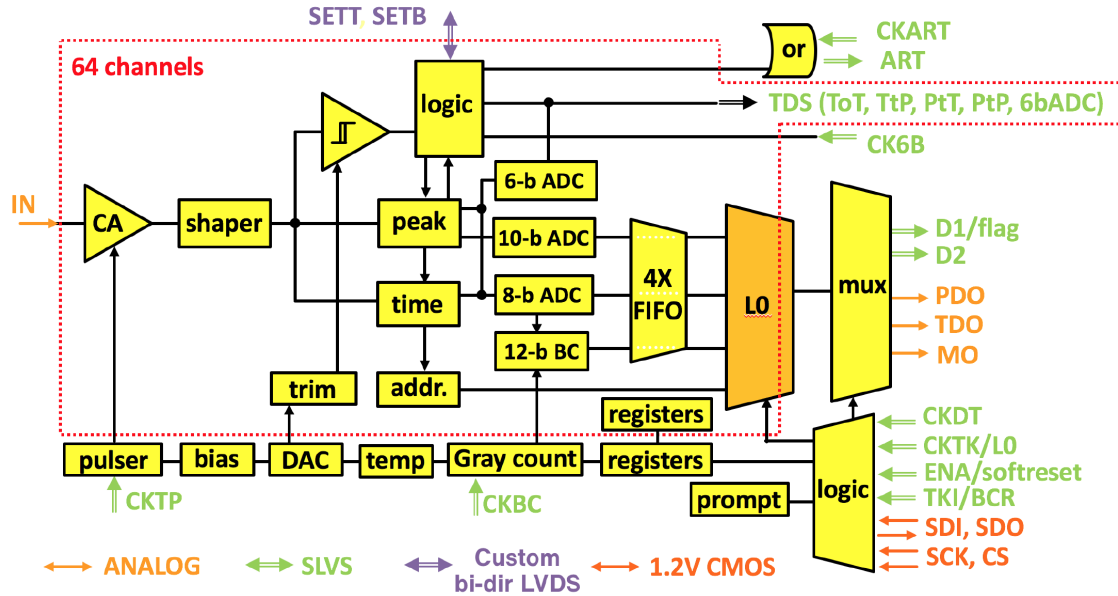 SETT, SETB
CKART
or
ART
64 channels
logic
TDS (ToT, TtP, PtT, PtP, 6bADC)
CK6B
6-b ADC
IN
CA
shaper
peak
10-b ADC
D1/flag
D2
4X
FIFO
L0
mux
time
8-b ADC
PDO
TDO
12-b BC
MO
trim
addr.
registers
CKDT
pulser
bias
DAC
temp
Gray count
registers
CKTK/L0
logic
ENA/softreset
prompt
TKI/BCR
CKTP
CKBC
SDI, SDO
SCK, CS
ANALOG
SLVS
Custom
bi-dir LVDS
1.2V CMOS